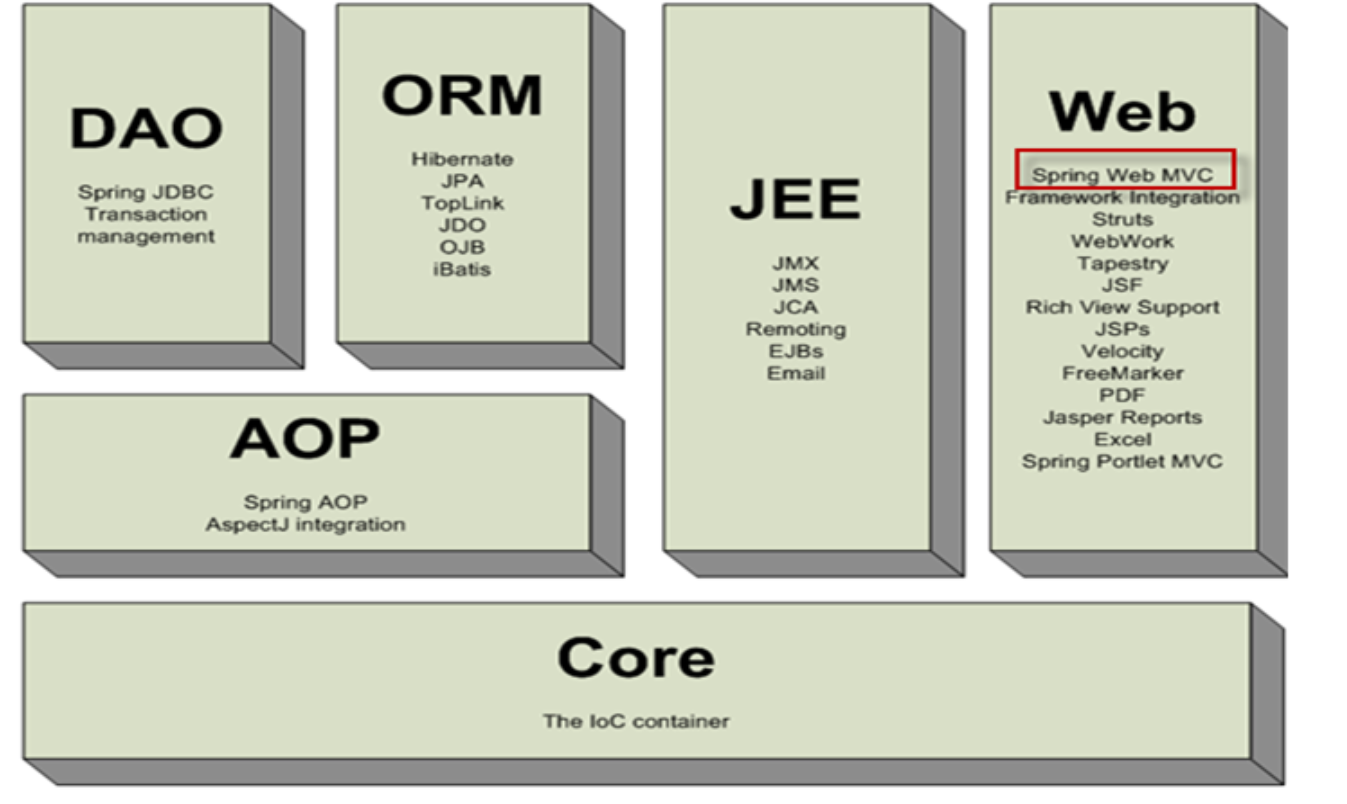 DAO
Spring JDBC
Transaction
management
ORM
Hibernate
JPA
TopLink
JDO
OJB
iBatis
JEE
JMX
JMS
JCA
Remoting
EJBs
Email
Web
Spring Web MVC
Framework Integration
Struts
WebWork
Tapestry
JSF
Rich View Support
JSPs
Velocity
FreeMarker
PDF
Jasper Reports
Excel
Spring Portlet MVC
AOP
Spring AOP
AspectJ integration
Core
The IoC container